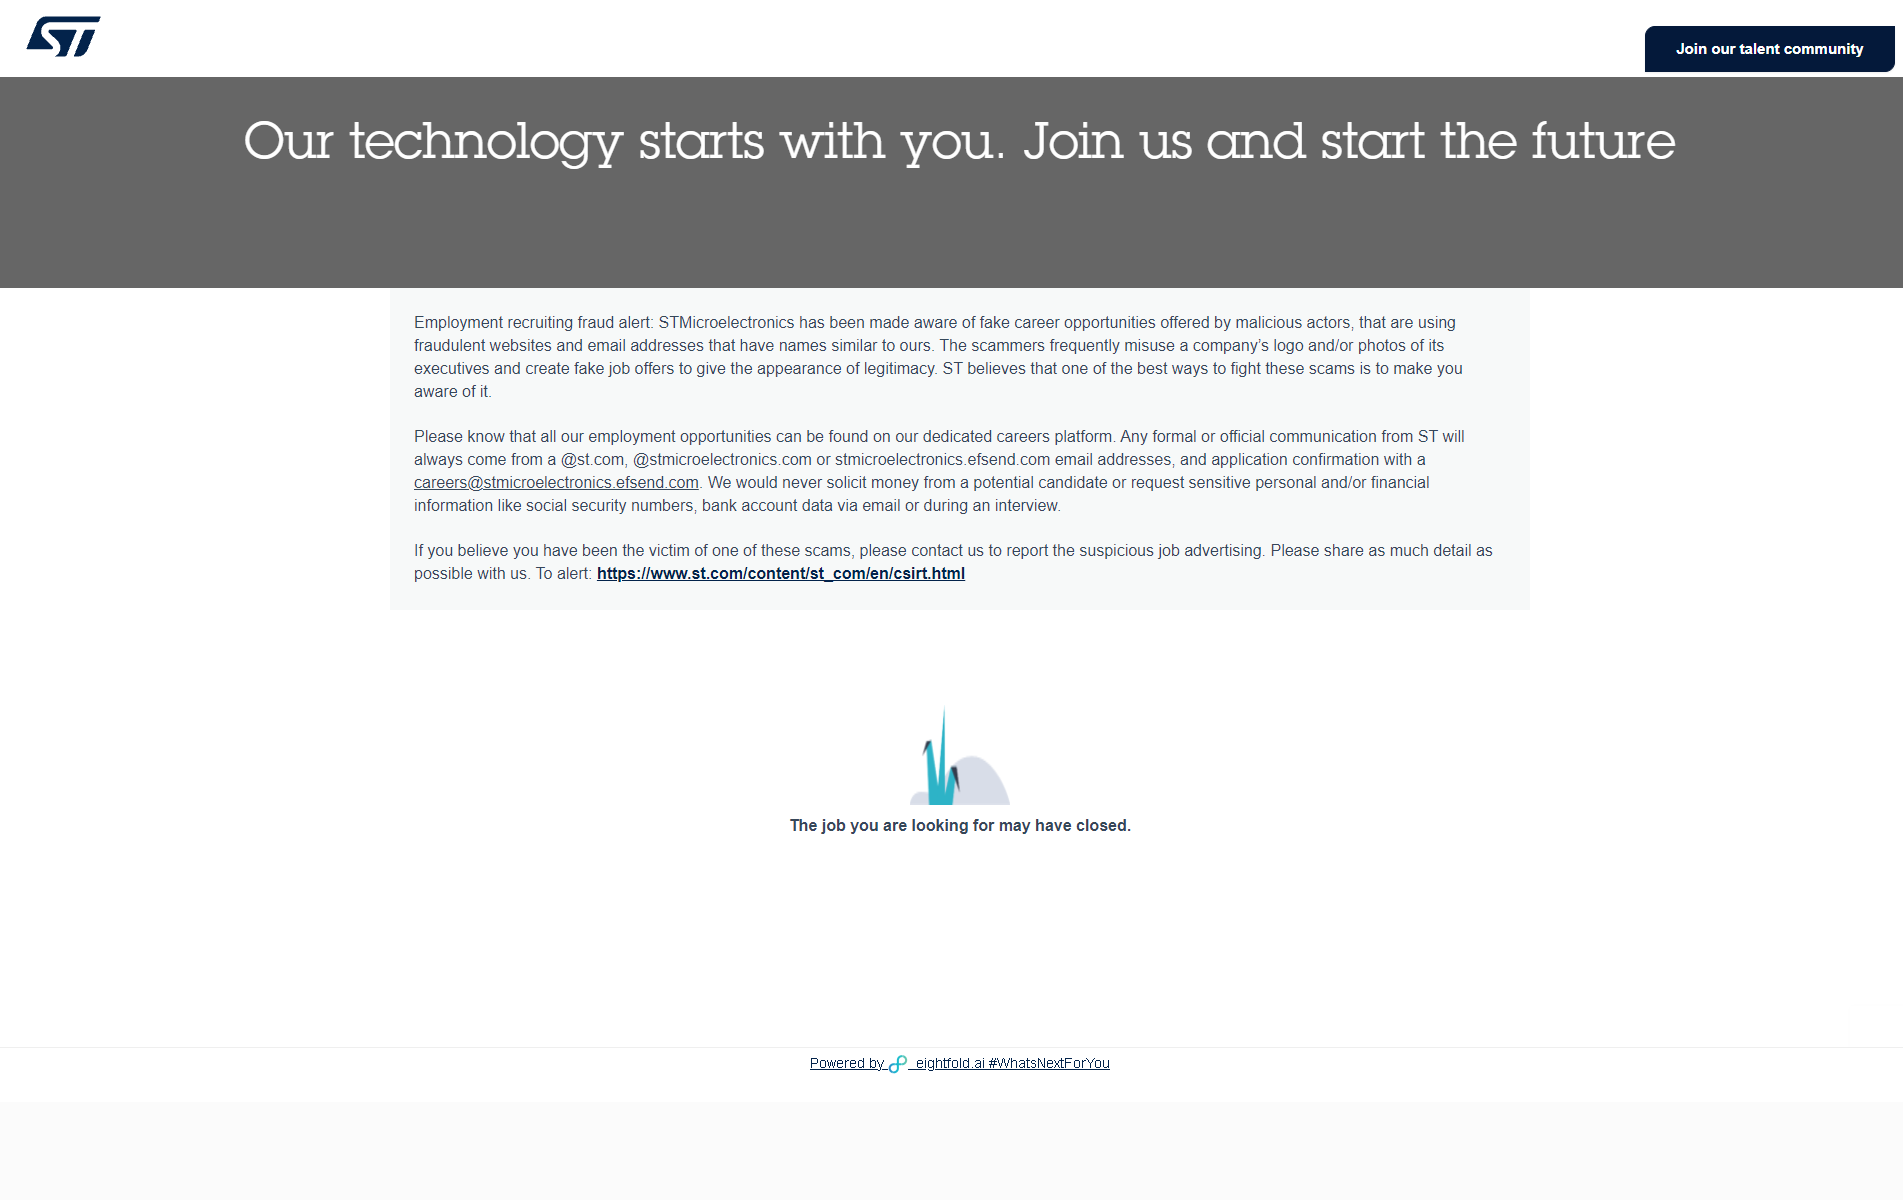 ST
Join our talent community
Our technology starts with you. Join us and start the future
Employment recruiting fraud alert: STMicroelectronics has been made aware of fake career opportunities offered by malicious actors, that are using
fraudulent websites and email addresses that have names similar to ours. The scammers frequently misuse a company’s logo and/or photos of its
executives and create fake job offers to give the appearance of legitimacy. ST believes that one of the best ways to fight these scams is to make you
aware of it.
Please know that all our employment opportunities can be found on our dedicated careers platform. Any formal or official communication from ST will
always come from a @st.com, @stmicroelectronics.com or stmicroelectronics.efsend.com email addresses, and application confirmation with a
careers@stmicroelectronics.efsend.com. We would never solicit money from a potential candidate or request sensitive personal and/or financial
information like social security numbers, bank account data via email or during an interview.
If you believe you have been the victim of one of these scams, please contact us to report the suspicious job advertising. Please share as much detail as
possible with us. To alert: https://www.st.com/content/st_com/en/csirt.html
The job you are looking for may have closed.
Powered by eightfold.ai #WhatsNextForYou